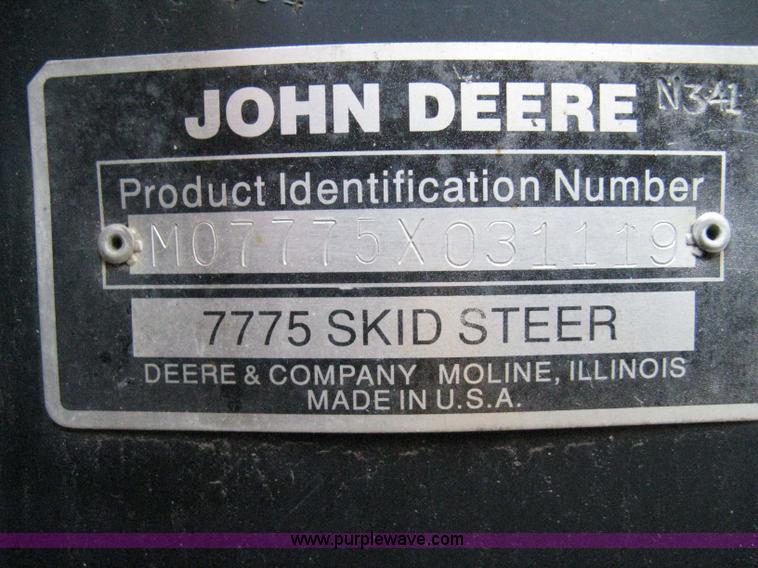 JOHN DEERE N341
Product Identification Number
M07775X031119
7775 SKID STEER
DEERE & COMPANY MOLINE, ILLINOIS
MADE IN U.S.A.
www.purplewave.com